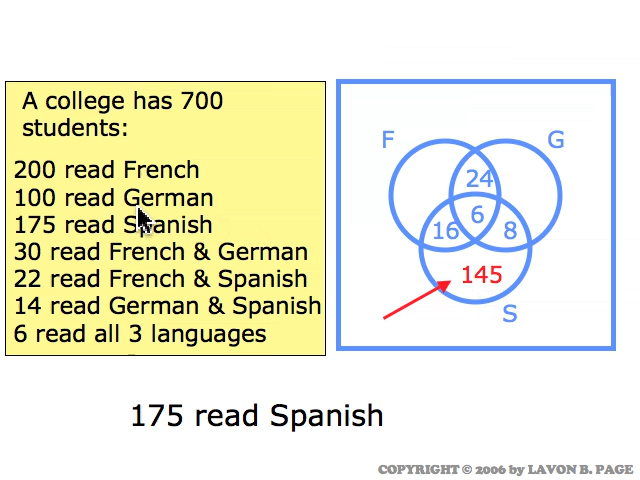 A college has 700
students:
200 read French
100 read German
175 read Spanish
30 read French & German
22 read French & Spanish
14 read German & Spanish
6 read all 3 languages
F
G
24
6
16
8
145
S
175 read Spanish
COPYRIGHT © 2006 by LAVON B. PAGE